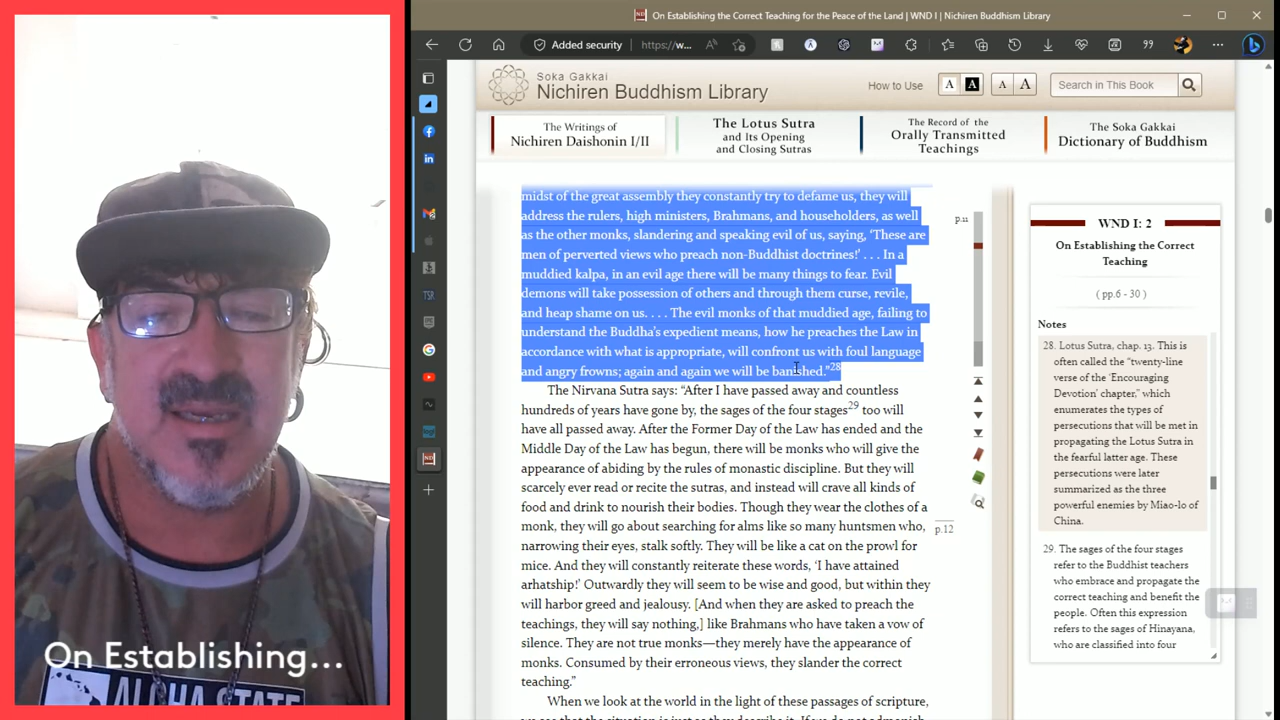 On Establishing the Correct Teaching for the Peace of the Land | WND I | Nichiren Buddhism Library
Added security
https://w...
Soka Gakkai
Nichiren Buddhism Library
How to Use
A A A A
Search in This Book
The Writings of
Nichiren Daishonin I/II
The Lotus Sutra
and Its Opening
and Closing Sutras
The Record of the
Orally Transmitted
Teachings
The Soka Gakkai
Dictionary of Buddhism
midst of the great assembly they constantly try to defame us, they will
address the rulers, high ministers, Brahmans, and householders, as well
as the other monks, slandering and speaking evil of us, saying, ‘These are
men of perverted views who preach non-Buddhist doctrines!’ . . . In a
muddied kalpa, in an evil age there will be many things to fear. Evil
demons will take possession of others and through them curse, revile,
and heap shame on us. . . . The evil monks of that muddied age, failing to
understand the Buddha’s expedient means, how he preaches the Law in
accordance with what is appropriate, will confront us with foul language
and angry frowns; again and again we will be banished.”28
The Nirvana Sutra says: “After I have passed away and countless
hundreds of years have gone by, the sages of the four stages29 too will
have all passed away. After the Former Day of the Law has ended and the
Middle Day of the Law has begun, there will be monks who will give the
appearance of abiding by the rules of monastic discipline. But they will
scarcely ever read or recite the sutras, and instead will crave all kinds of
food and drink to nourish their bodies. Though they wear the clothes of a
monk, they will go about searching for alms like so many huntsmen who,
narrowing their eyes, stalk softly. They will be like a cat on the prowl for
mice. And they will constantly reiterate these words, ‘I have attained
arhatship!’ Outwardly they will seem to be wise and good, but within they
will harbor greed and jealousy. [And when they are asked to preach the
teachings, they will say nothing,] like Brahmans who have taken a vow of
silence. They are not true monks—they merely have the appearance of
monks. Consumed by their erroneous views, they slander the correct
teaching.”
When we look at the world in the light of these passages of scripture,
p.11
p.12
WND I: 2
On Establishing the Correct
Teaching
( pp.6 - 30 )
Notes
28. Lotus Sutra, chap. 13. This is
often called the “twenty-line
verse of the ‘Encouraging
Devotion’ chapter,” which
enumerates the types of
persecutions that will be met in
propagating the Lotus Sutra in
the fearful latter age. These
persecutions were later
summarized as the three
powerful enemies by Miao-lo of
China.
29. The sages of the four stages
refer to the Buddhist teachers
who embrace and propagate the
correct teaching and benefit the
people. Often this expression
refers to the sages of Hinayana,
who are classified into four
On Establishing...
ALOHA STATE